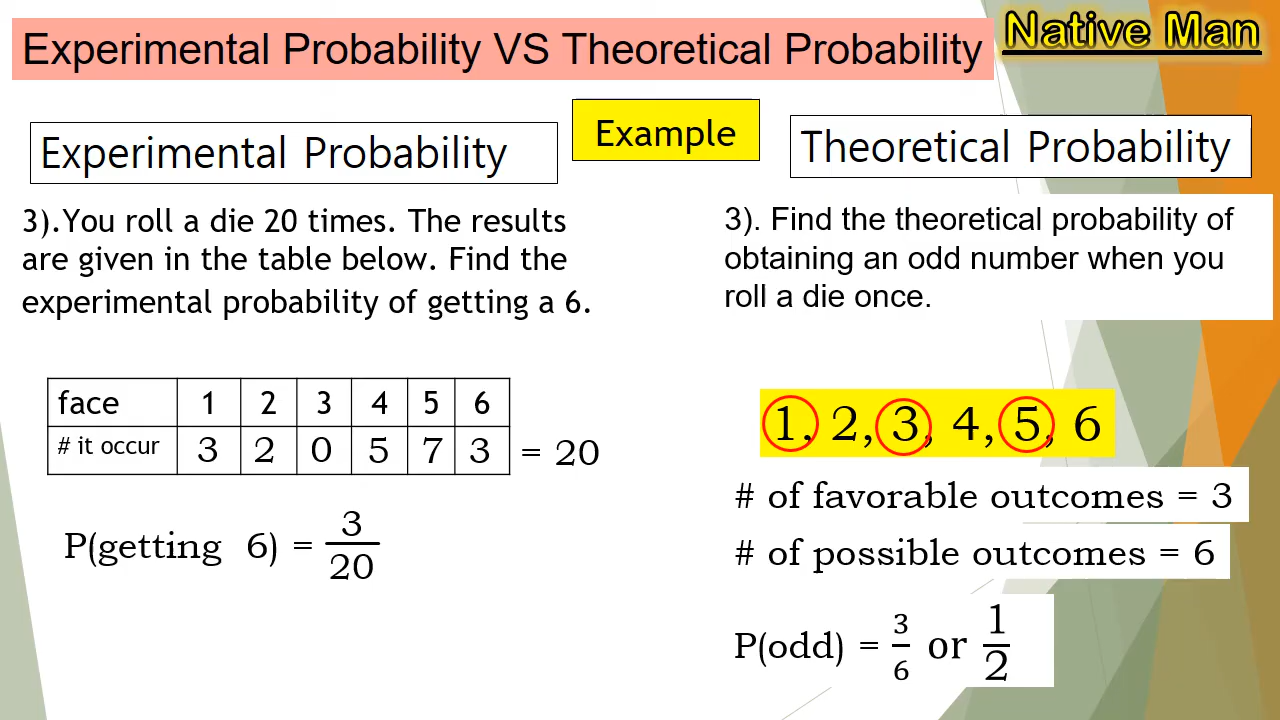 Experimental Probability VS Theoretical Probability
Native Man
Experimental Probability
Example
Theoretical Probability
3).You roll a die 20 times. The results
are given in the table below. Find the
experimental probability of getting a 6.
face 1 2 3 4 5 6
# it occur 3 2 0 5 7 3 = 20
P(getting 6) = 3/20
3). Find the theoretical probability of
obtaining an odd number when you
roll a die once.
1, 2, 3, 4, 5, 6
# of favorable outcomes = 3
# of possible outcomes = 6
P(odd) = 3/6 or 1/2